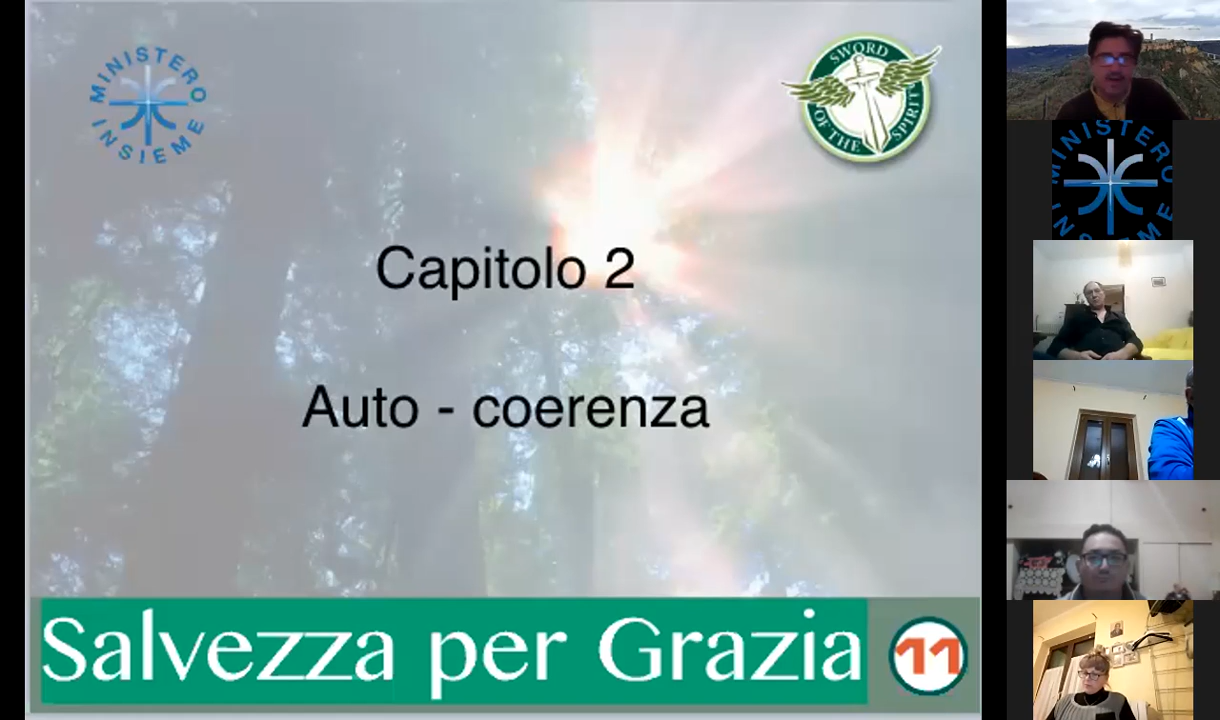 MINISTERO
INSIEME
SWORD
OF THE SPIRIT
Capitolo 2
Auto - coerenza
Salvezza per Grazia
11
MINISTERO
INSIEME